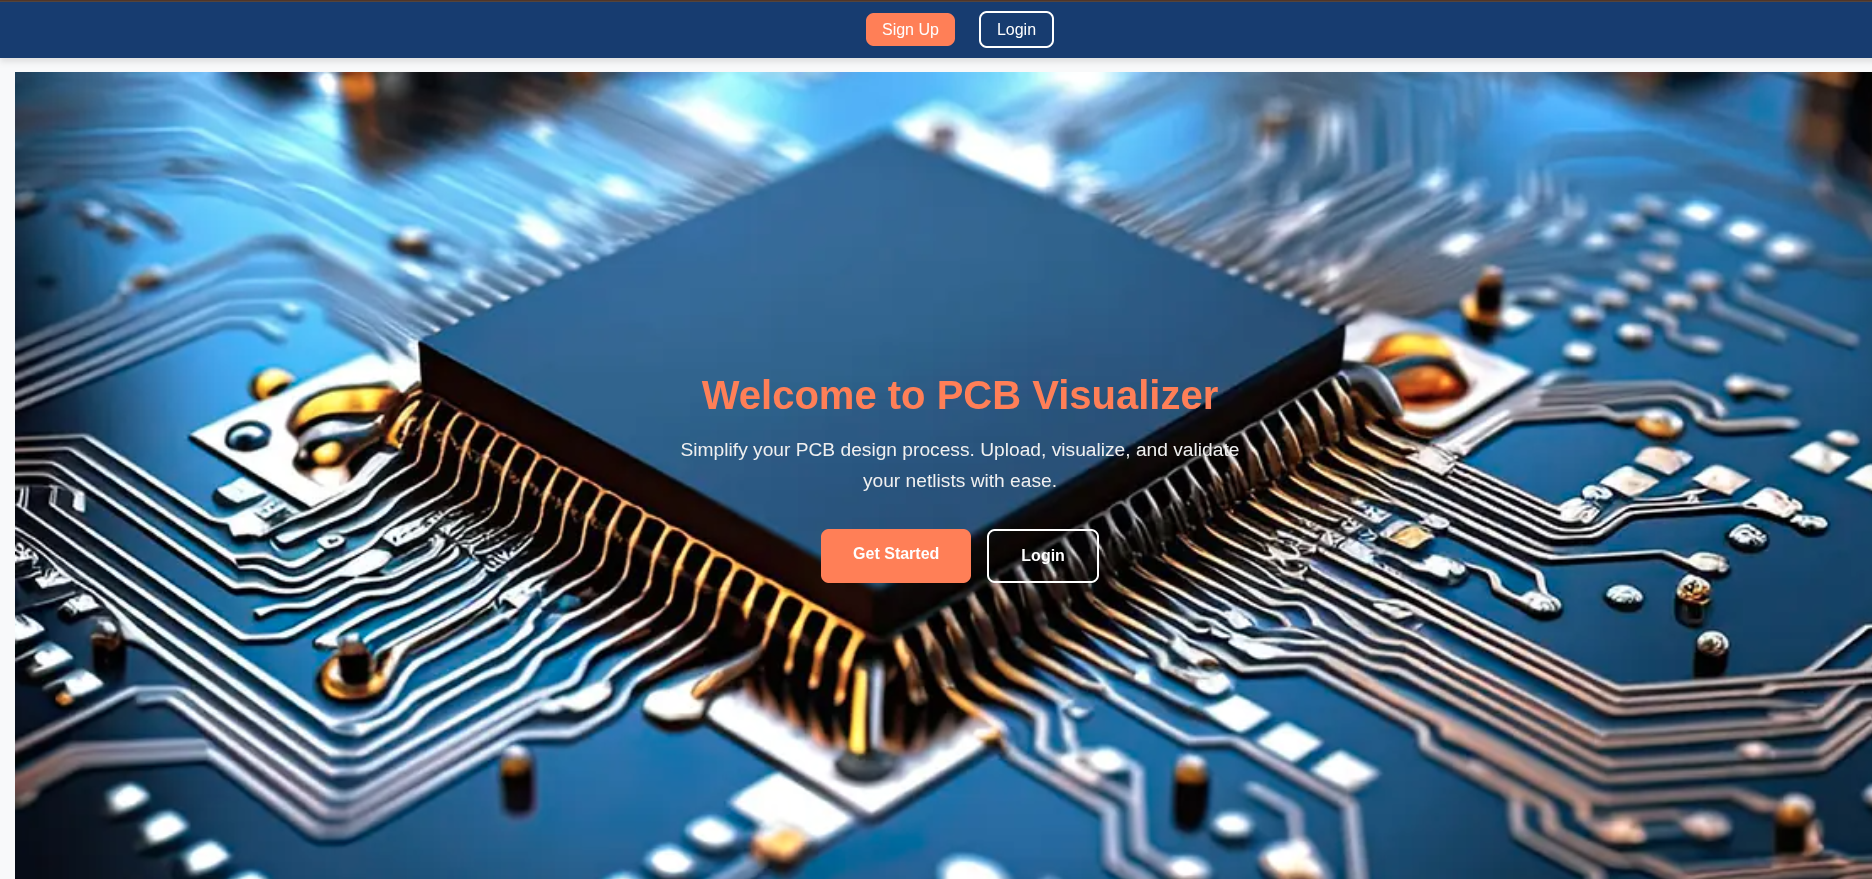 Sign Up
Login
Welcome to PCB Visualizer
Simplify your PCB design process. Upload, visualize, and validate
your netlists with ease.
Get Started
Login